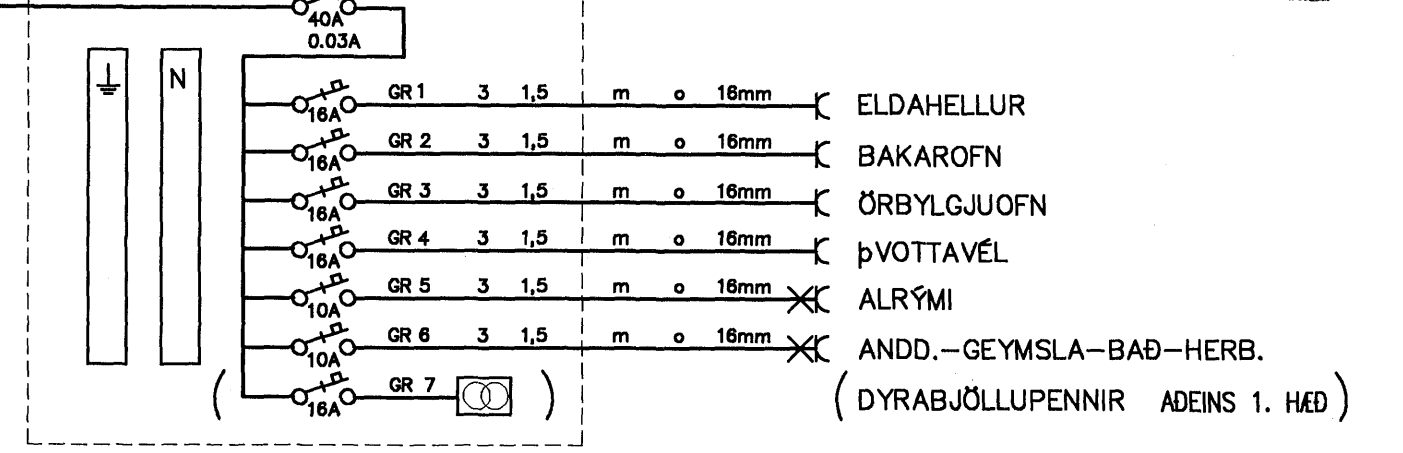 40A
0.03A
N
GR 1 3 1,5 m o 16mm ELDAHELLUR
16A
GR 2 3 1,5 m o 16mm BAKAROFN
16A
GR 3 3 1,5 m o 16mm ÖRBYLGJUOFN
16A
GR 4 3 1,5 m o 16mm ÞVOTTAVÉL
16A
GR 5 3 1,5 m o 16mm ALRÝMI
10A
GR 6 3 1,5 m o 16mm ANDD.-GEYMSLA-BAÐ-HERB.
10A
GR 7 (DYRABJÖLLUPENNIR AÐEINS 1. HÆÐ)
16A